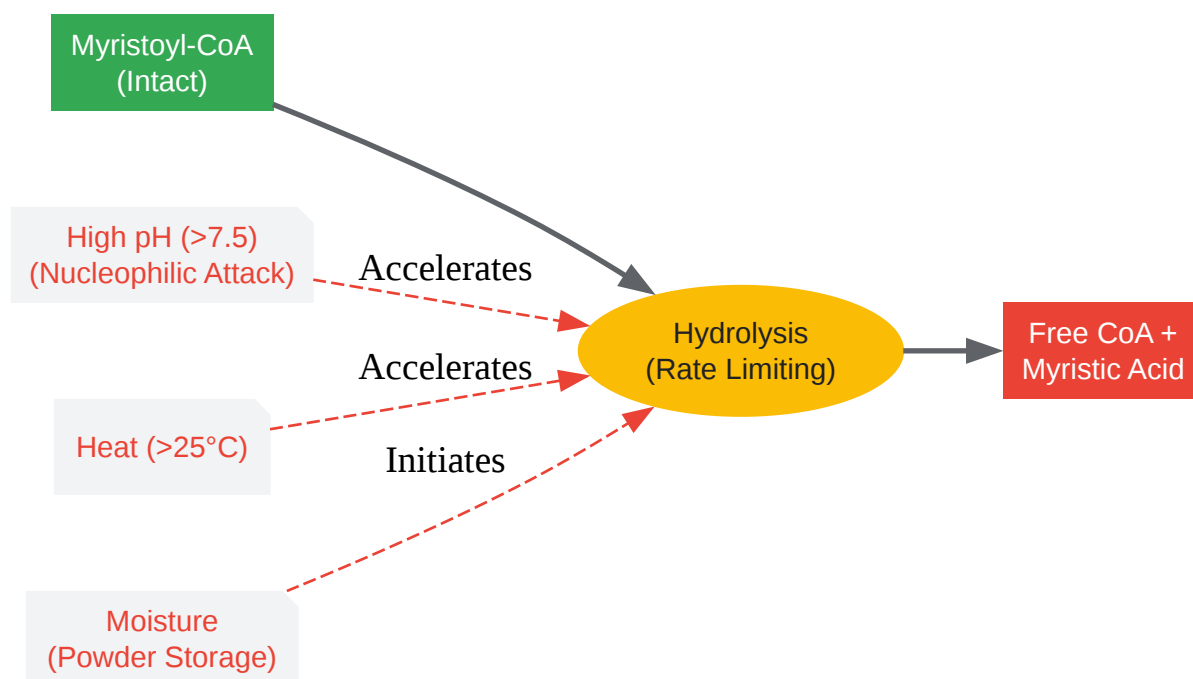 Myristoyl-CoA
(Intact)
High pH (>7.5)
(Nucleophilic Attack)
Accelerates
Hydrolysis
(Rate Limiting)
Free CoA +
Myristic Acid
Accelerates
Heat (>25°C)
Initiates
Moisture
(Powder Storage)